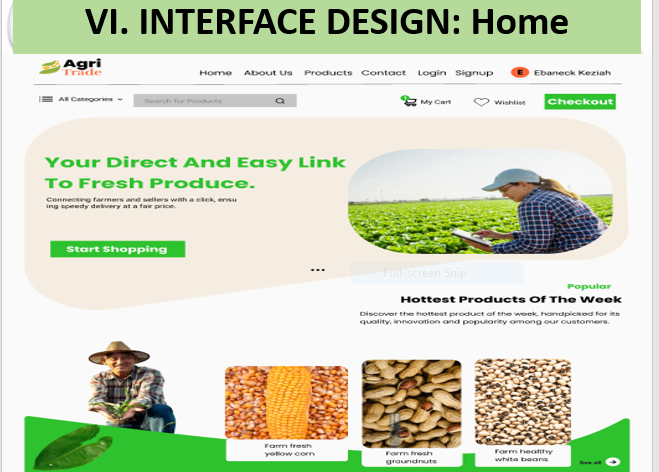 VI. INTERFACE DESIGN: Home
Agri
Trade
Home About Us Products Contact Login Signup E Ebaneck Keziah
All Categories Search for Products 1 My Cart Wishlist Checkout
Your Direct And Easy Link
To Fresh Produce.
Connecting farmers and sellers with a click, ensu
ing speedy delivery at a fair price.
Start Shopping
...
Full-screen Snip
Popular
Hottest Products Of The Week
Discover the hottest product of the week, handpicked for its
quality, innovation and popularity among our customers.
Farm fresh
yellow corn
Farm fresh
groundnuts
Farm healthy
white beans
See all